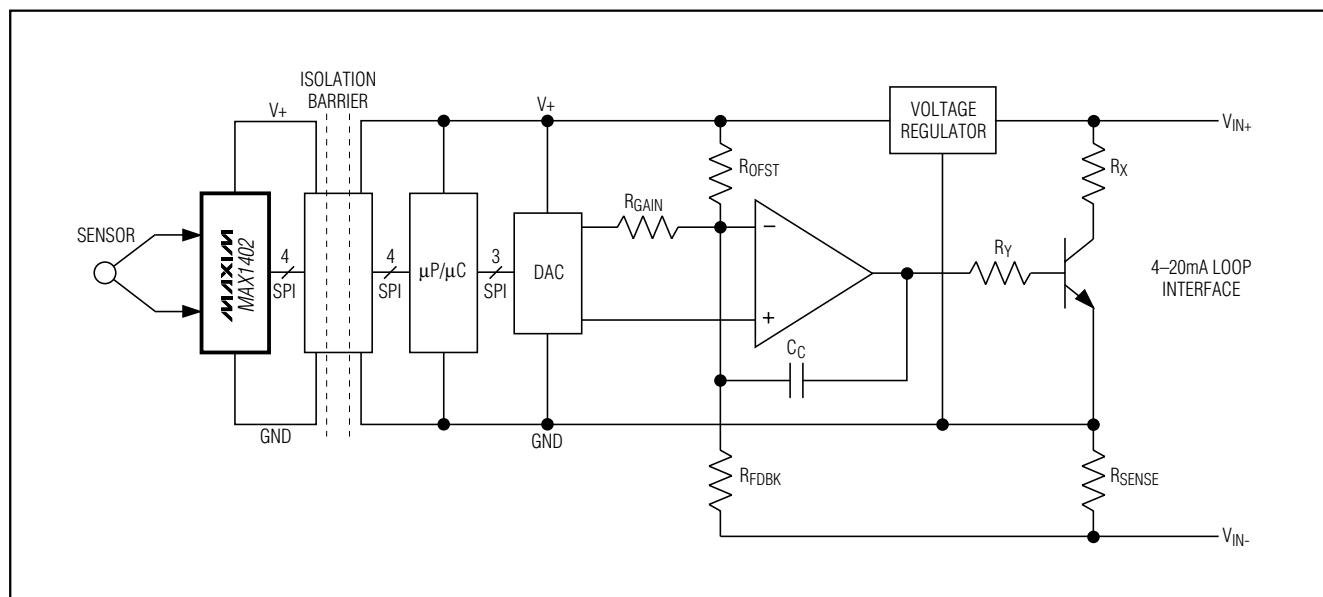 ISOLATION
BARRIER
V+
V+
VOLTAGE
REGULATOR
VIN+
ROFST
RX
RGAIN
SENSOR
MAXIM
MAX1402
4
SPI
4
SPI
μP/μC
3
SPI
DAC
−
+
RY
4–20mA LOOP
INTERFACE
CC
GND
GND
RFDBK
RSENSE
VIN-